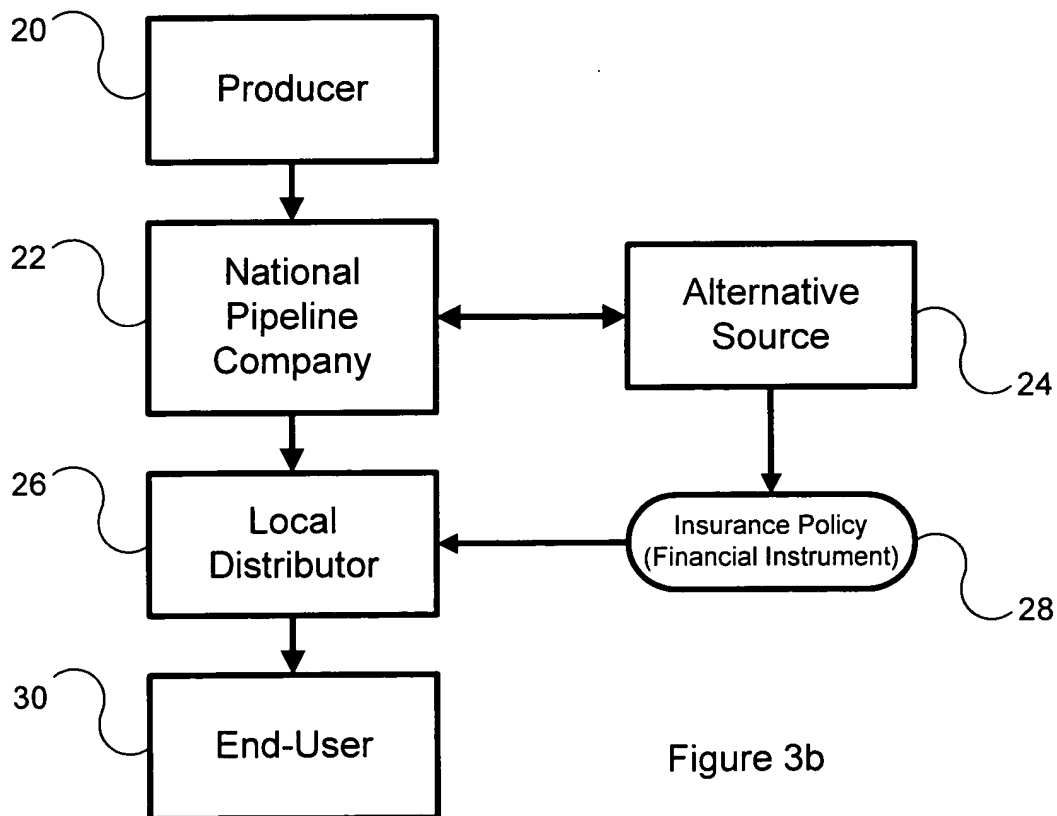 20
Producer
22
National
Pipeline
Company
Alternative
Source
24
26
Local
Distributor
Insurance Policy
(Financial Instrument)
28
30
End-User
Figure 3b